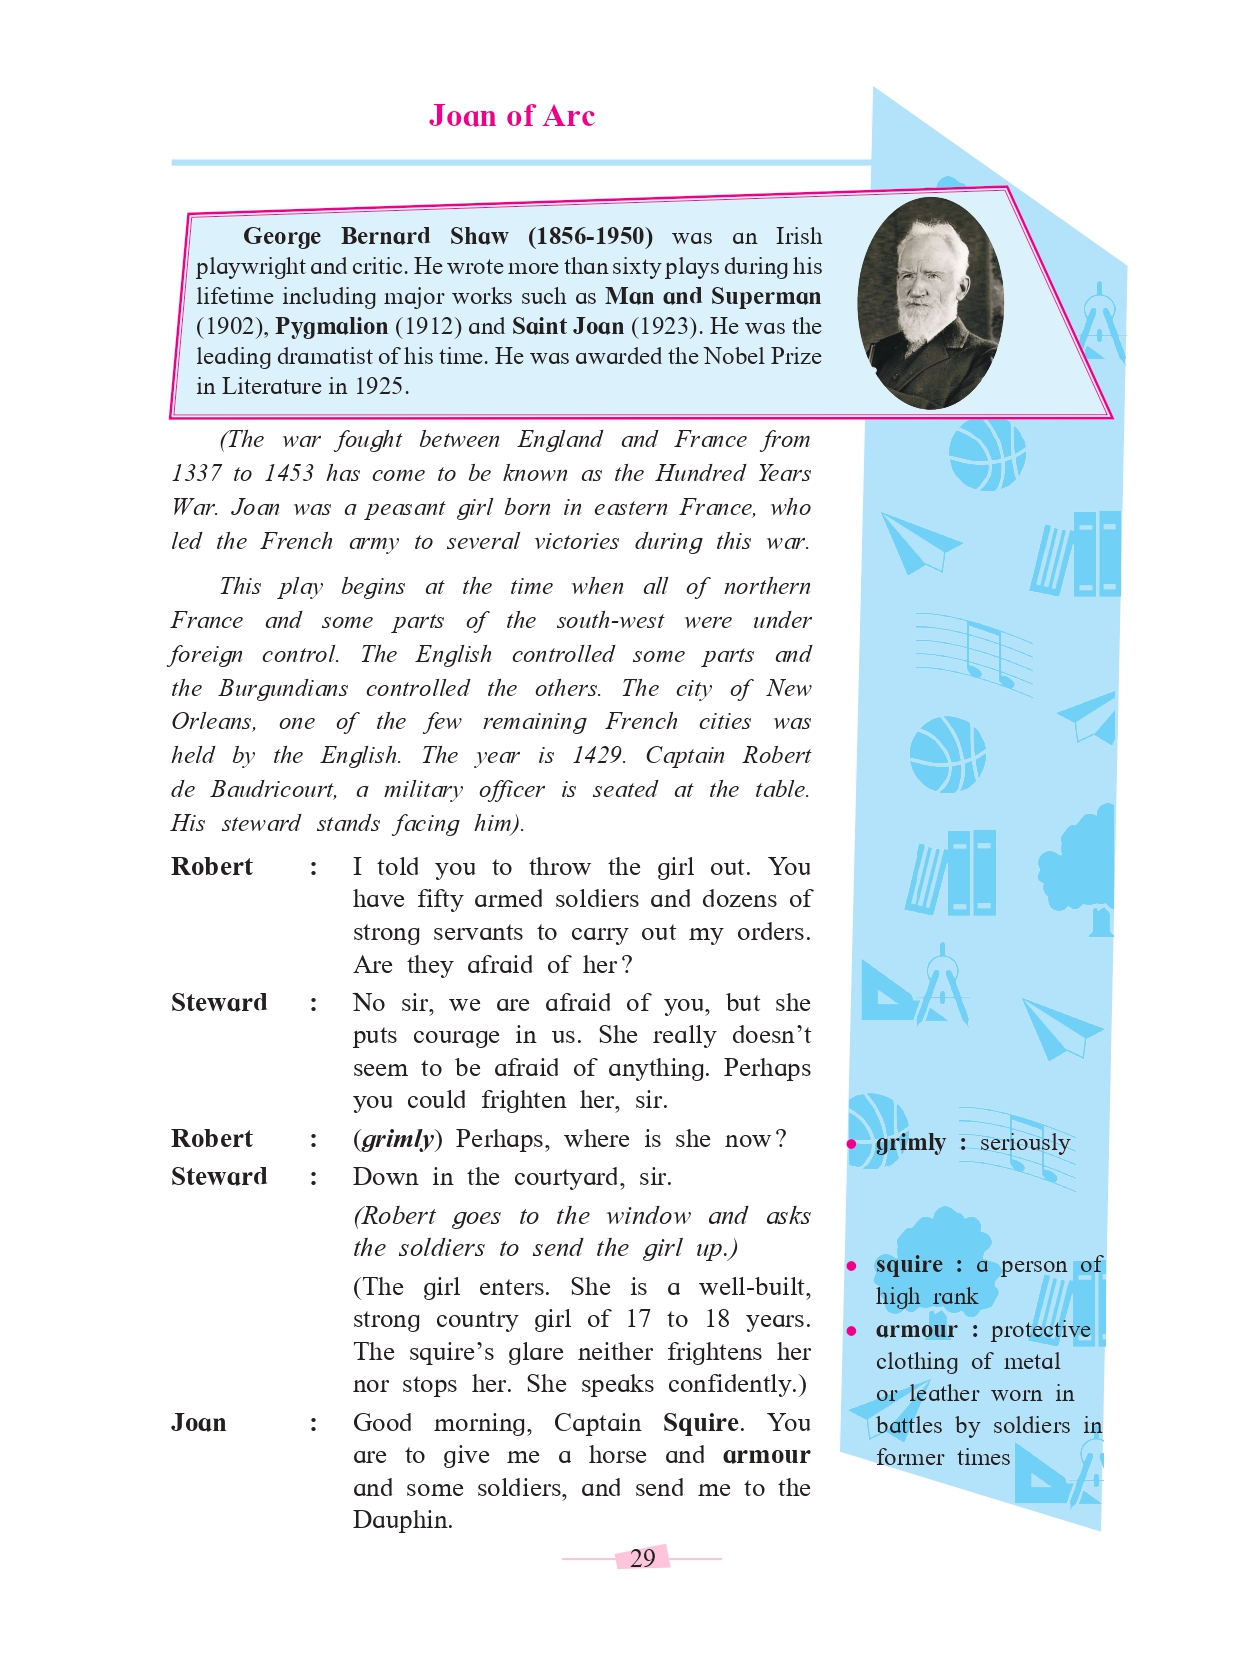 Joan of Arc
George Bernard Shaw (1856-1950) was an Irish
playwright and critic. He wrote more than sixty plays during his
lifetime including major works such as Man and Superman
(1902), Pygmalion (1912) and Saint Joan (1923). He was the
leading dramatist of his time. He was awarded the Nobel Prize
in Literature in 1925.
(The war fought between England and France from
1337 to 1453 has come to be known as the Hundred Years
War. Joan was a peasant girl born in eastern France, who
led the French army to several victories during this war.
This play begins at the time when all of northern
France and some parts of the south-west were under
foreign control. The English controlled some parts and
the Burgundians controlled the others. The city of New
Orleans, one of the few remaining French cities was
held by the English. The year is 1429. Captain Robert
de Baudricourt, a military officer is seated at the table.
His steward stands facing him).
Robert : I told you to throw the girl out. You
have fifty armed soldiers and dozens of
strong servants to carry out my orders.
Are they afraid of her?
Steward : No sir, we are afraid of you, but she
puts courage in us. She really doesn't
seem to be afraid of anything. Perhaps
you could frighten her, sir.
Robert : (grimly) Perhaps, where is she now?
Steward : Down in the courtyard, sir.
(Robert goes to the window and asks
the soldiers to send the girl up.)
(The girl enters. She is a well-built,
strong country girl of 17 to 18 years.
The squire's glare neither frightens her
nor stops her. She speaks confidently.)
Joan : Good morning, Captain Squire. You
are to give me a horse and armour
and some soldiers, and send me to the
Dauphin.
• grimly : seriously
• squire : a person of
high rank
• armour : protective
clothing of metal
or leather worn in
battles by soldiers in
former times
29